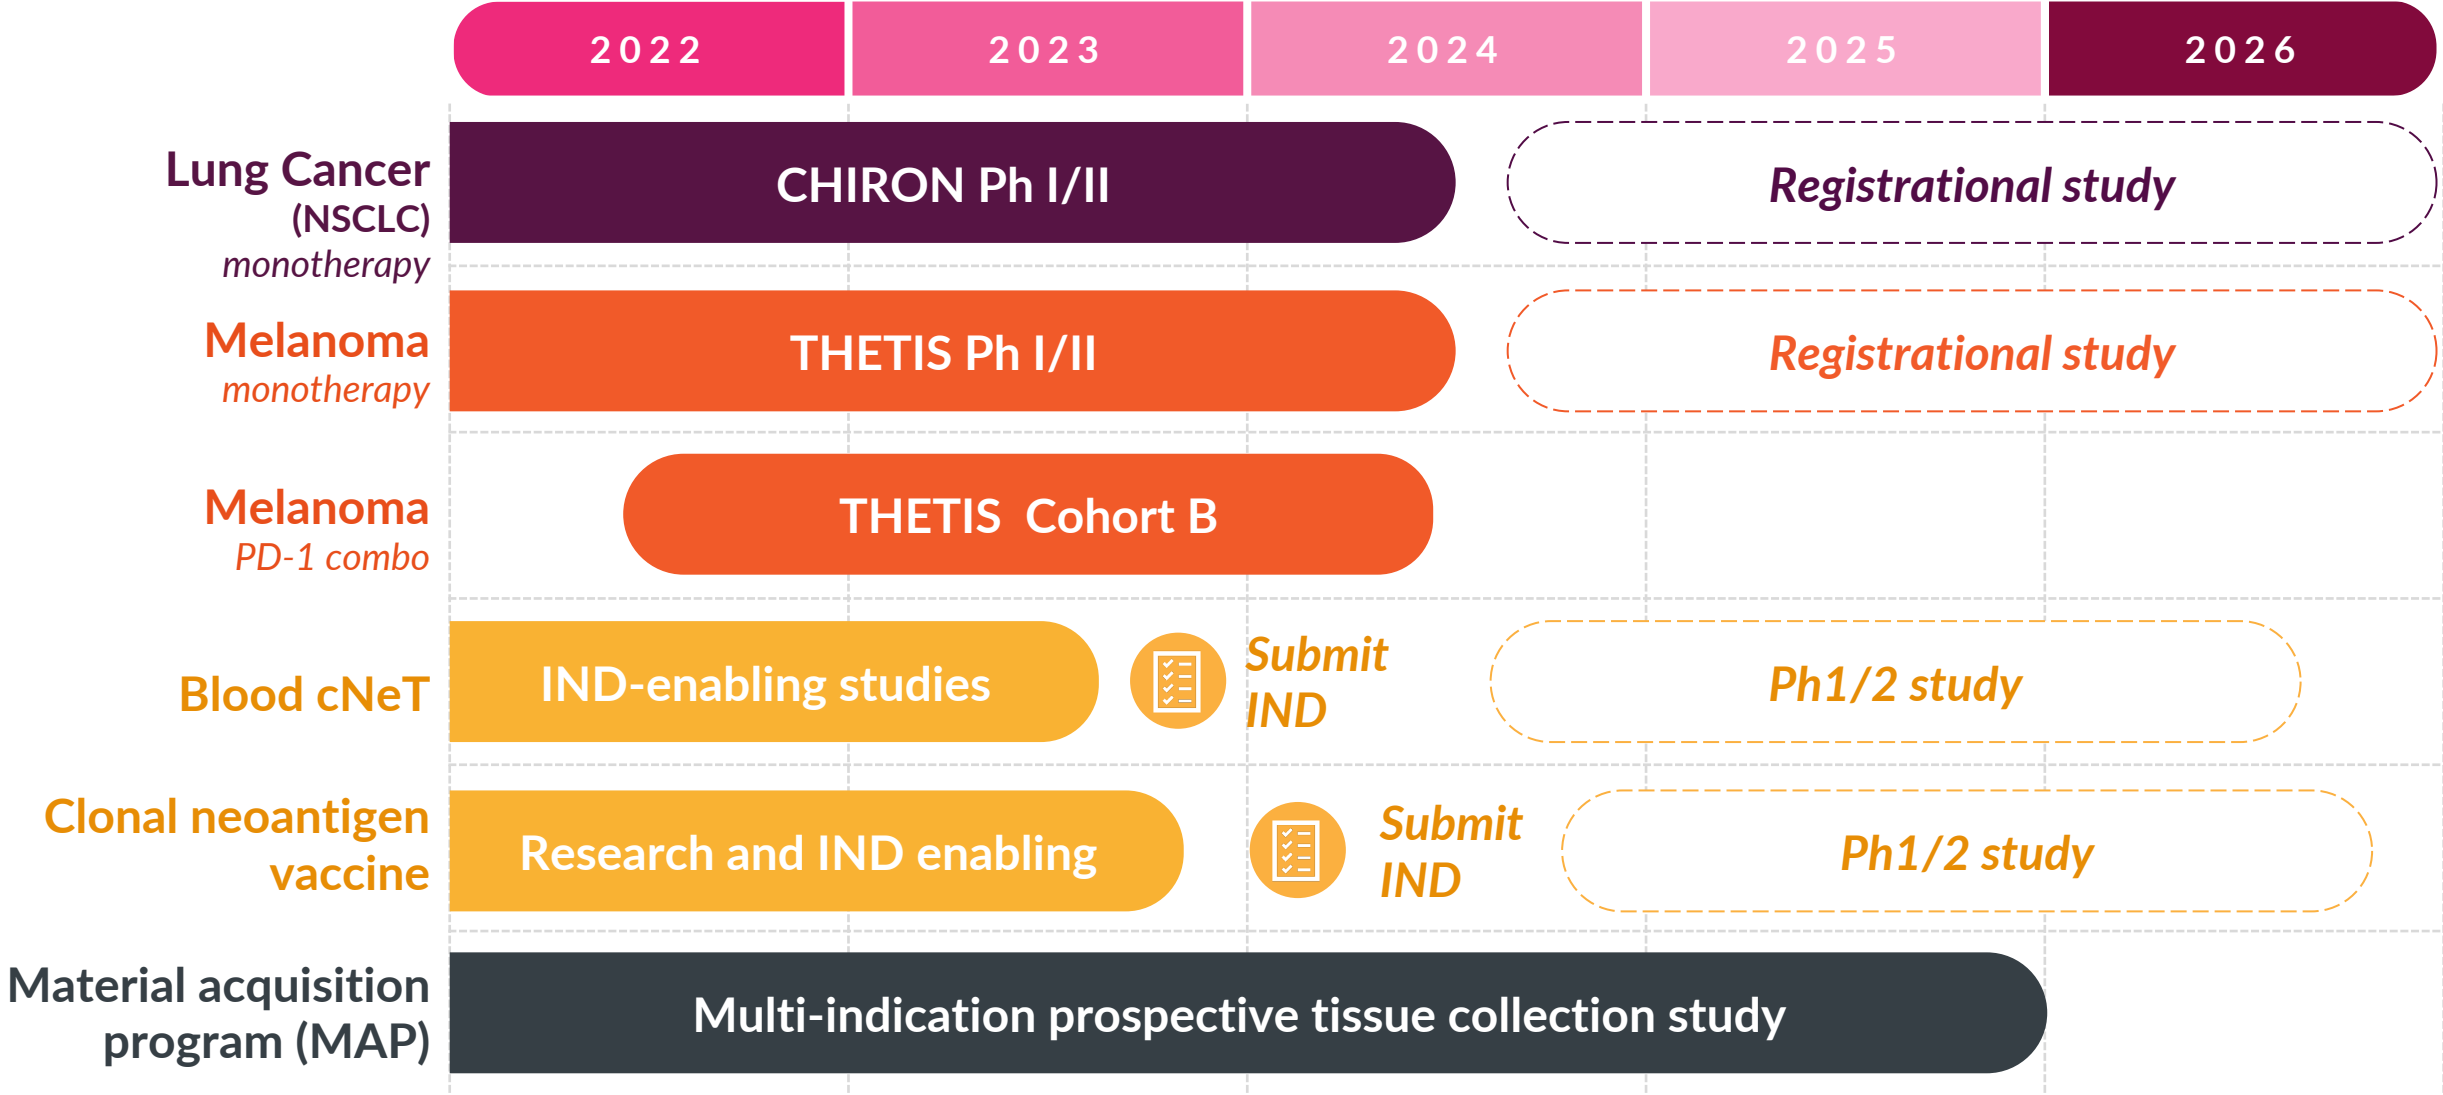 2022 2023 2024 2025 2026
Lung Cancer
(NSCLC)
monotherapy
CHIRON Ph I/II
Registrational study
Melanoma
monotherapy
THETIS Ph I/II
Registrational study
Melanoma
PD-1 combo
THETIS Cohort B
Blood cNeT
IND-enabling studies
Submit
IND
Ph1/2 study
Clonal neoantigen
vaccine
Research and IND enabling
Submit
IND
Ph1/2 study
Material acquisition
program (MAP)
Multi-indication prospective tissue collection study